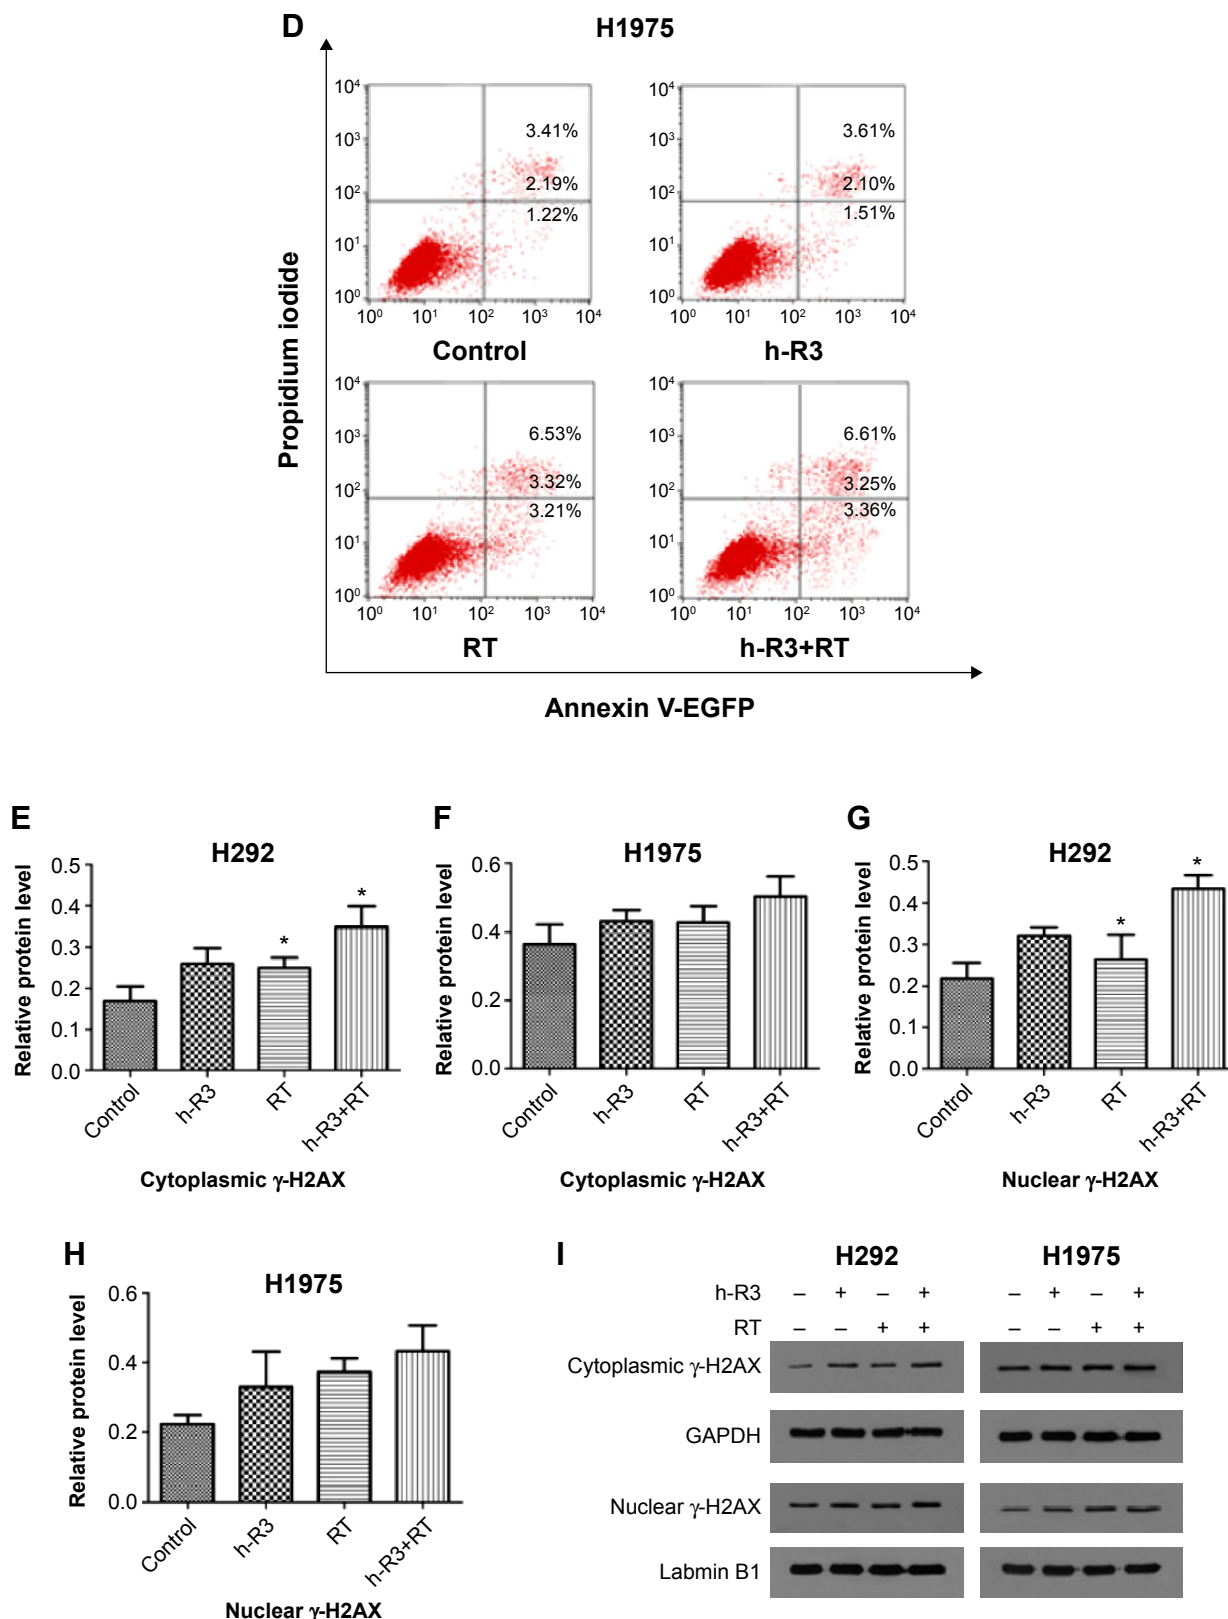 D
H1975
Propidium iodide
10⁴
10³
10²
10¹
10⁰
3.41%
2.19%
1.22%
10⁰ 10¹ 10² 10³ 10⁴
Control
10⁴
10³
10²
10¹
10⁰
3.61%
2.10%
1.51%
10⁰ 10¹ 10² 10³ 10⁴
h-R3
10⁴
10³
10²
10¹
10⁰
6.53%
3.32%
3.21%
10⁰ 10¹ 10² 10³ 10⁴
RT
10⁴
10³
10²
10¹
10⁰
6.61%
3.25%
3.36%
10⁰ 10¹ 10² 10³ 10⁴
h-R3+RT
Annexin V-EGFP
E
H292
Relative protein level
0.5
0.4
0.3
0.2
0.1
0.0
* *
Control h-R3 RT h-R3+RT
Cytoplasmic γ-H2AX
F
H1975
Relative protein level
0.6
0.4
0.2
0.0
Control h-R3 RT h-R3+RT
Cytoplasmic γ-H2AX
G
H292
Relative protein level
0.5
0.4
0.3
0.2
0.1
0.0
* *
Control h-R3 RT h-R3+RT
Nuclear γ-H2AX
H
H1975
Relative protein level
0.6
0.4
0.2
0.0
Control h-R3 RT h-R3+RT
Nuclear γ-H2AX
I
H292 H1975
h-R3 – + – + – + – +
RT – – + + – – + +
Cytoplasmic γ-H2AX
GAPDH
Nuclear γ-H2AX
Labmin B1